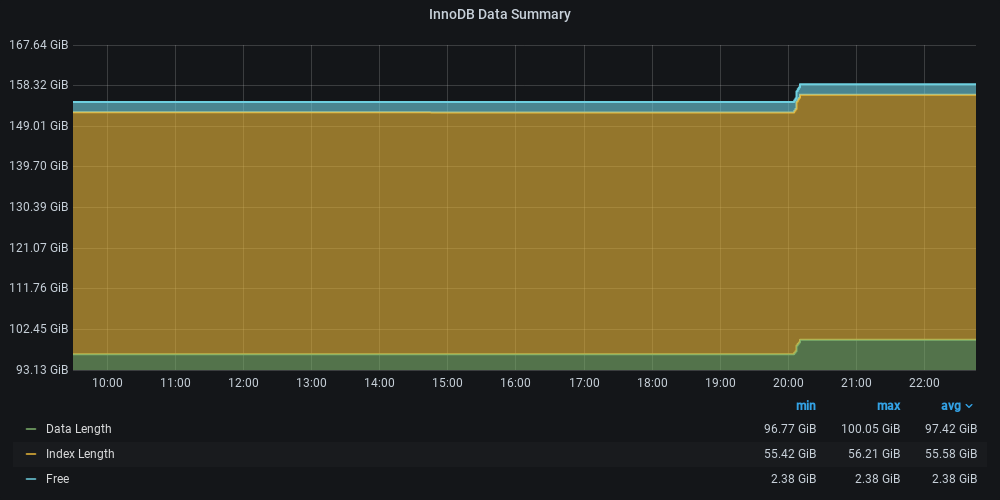 InnoDB Data Summary
167.64 GiB
158.32 GiB
149.01 GiB
139.70 GiB
130.39 GiB
121.07 GiB
111.76 GiB
102.45 GiB
93.13 GiB
10:00 11:00 12:00 13:00 14:00 15:00 16:00 17:00 18:00 19:00 20:00 21:00 22:00
min max avg
Data Length 96.77 GiB 100.05 GiB 97.42 GiB
Index Length 55.42 GiB 56.21 GiB 55.58 GiB
Free 2.38 GiB 2.38 GiB 2.38 GiB